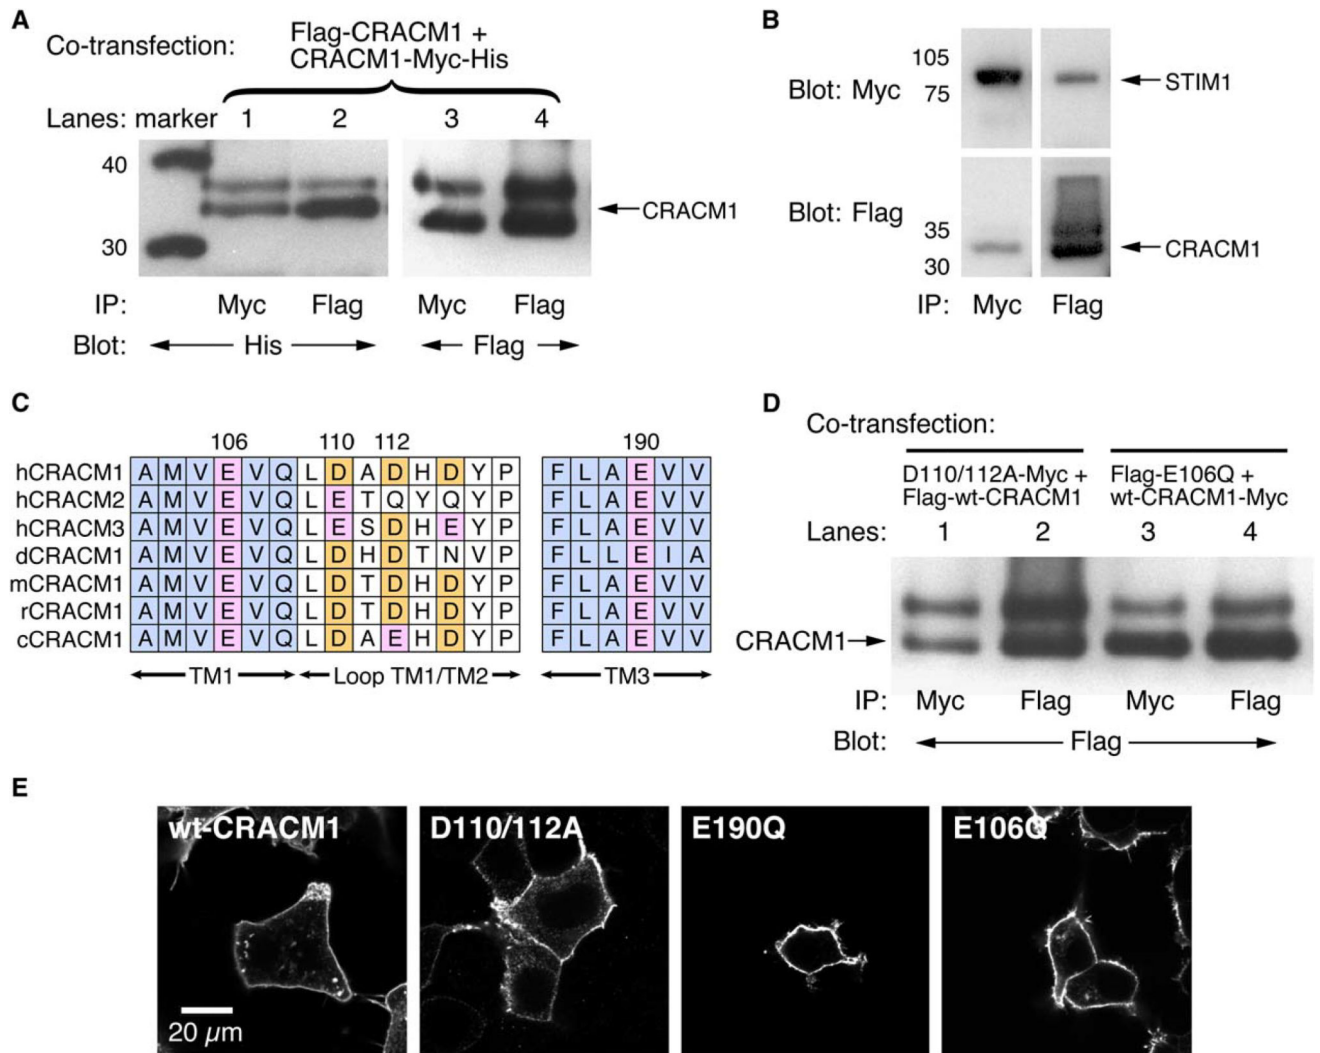 A
Co-transfection:
Flag-CRACM1 +
CRACM1-Myc-His
Lanes: marker 1 2 3 4
40
30
CRACM1
IP: Myc Flag Myc Flag
Blot: His Flag
B
Blot: Myc
105
75
STIM1
Blot: Flag
35
30
CRACM1
IP: Myc Flag
C
106 110 112 190
hCRACM1 A M V E V Q L D A D H D Y P F L A E V V
hCRACM2 A M V E V Q L E T Q Y Q Y P F L A E V V
hCRACM3 A M V E V Q L E S D H E Y P F L A E V V
dCRACM1 A M V E V Q L D H D T N V P F L L E I A
mCRACM1 A M V E V Q L D T D H D Y P F L A E V V
rCRACM1 A M V E V Q L D T D H D Y P F L A E V V
cCRACM1 A M V E V Q L D A E H D Y P F L A E V V
TM1 Loop TM1/TM2 TM3
D
Co-transfection:
D110/112A-Myc +
Flag-wt-CRACM1
Flag-E106Q +
wt-CRACM1-Myc
Lanes: 1 2 3 4
CRACM1
IP: Myc Flag Myc Flag
Blot: Flag
E
wt-CRACM1
D110/112A
E190Q
E106Q
20 µm